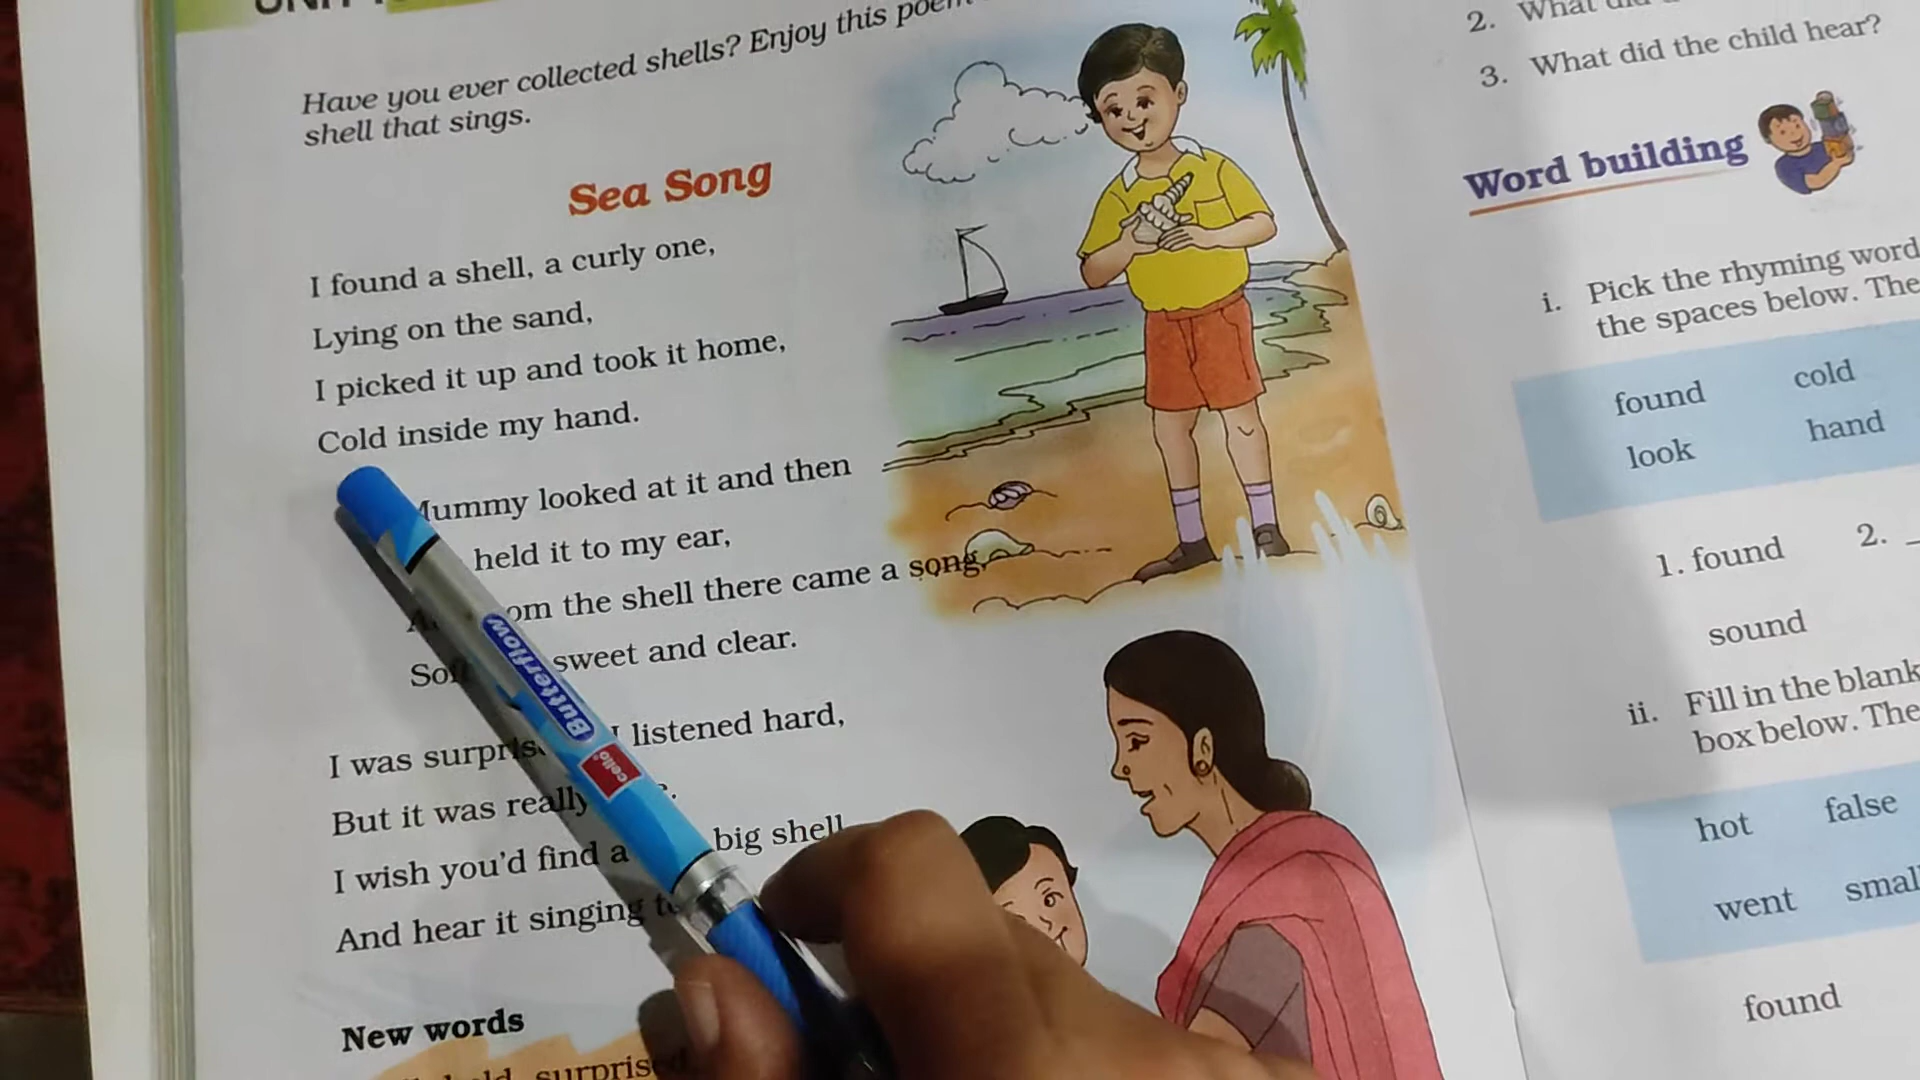 UNIT
Have you ever collected shells? Enjoy this poem
shell that sings.
Sea Song
I found a shell, a curly one,
Lying on the sand,
I picked it up and took it home,
Cold inside my hand.
Mummy looked at it and then
held it to my ear,
the shell there came a song,
sweet and clear.
I was listened hard,
But it was really
I wish you'd find a big shell
And hear it singing
New words
surprised
Butterflow
cello
2. What
3. What did the child hear?
Word building
i. Pick the rhyming word
the spaces below. The
found cold
look hand
1. found 2.
sound
ii. Fill in the blank
box below. The
hot false
went small
found